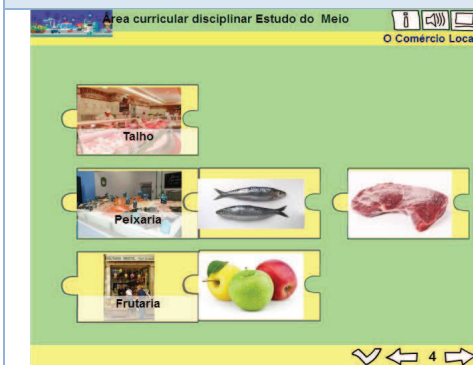 Área curricular disciplinar Estudo do Meio
O Comércio Loca
Talho
Peixaria
Frutaria
4